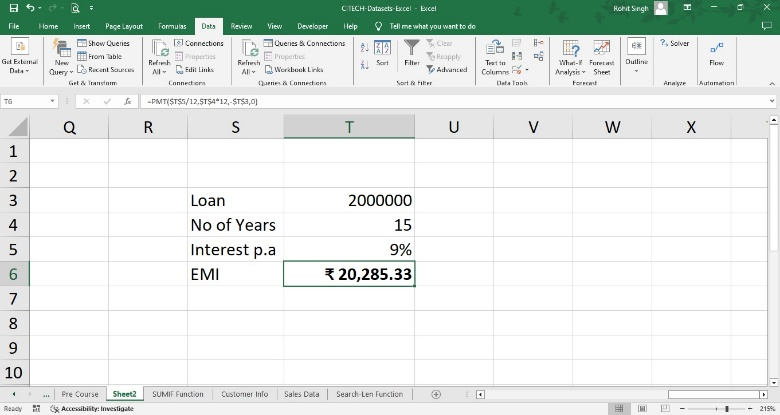 CITECH-Datasets-Excel - Excel
Rohit Singh
File Home Insert Page Layout Formulas Data Review View Developer Help Tell me what you want to do
Get External
Data
New
Query
Show Queries
From Table
Recent Sources
Get & Transform
Refresh
All
Connections
Properties
Edit Links
Connections
Refresh
All
Queries & Connections
Properties
Workbook Links
Queries & Connections
Sort
Filter
Clear
Reapply
Advanced
Sort & Filter
Text to
Columns
Data Tools
What-If
Analysis
Forecast
Sheet
Forecast
Outline
Solver
Analyze
Flow
Automation
T6 fx =PMT($T$5/12,$T$4*12,-$T$3,0)
Q R S T U V W X
1
2
3 Loan 2000000
4 No of Years 15
5 Interest p.a 9%
6 EMI ₹ 20,285.33
7
8
9
10
... Pre Course Sheet2 SUMIF Function Customer Info Sales Data Search-Len Function
Ready Accessibility: Investigate 215%